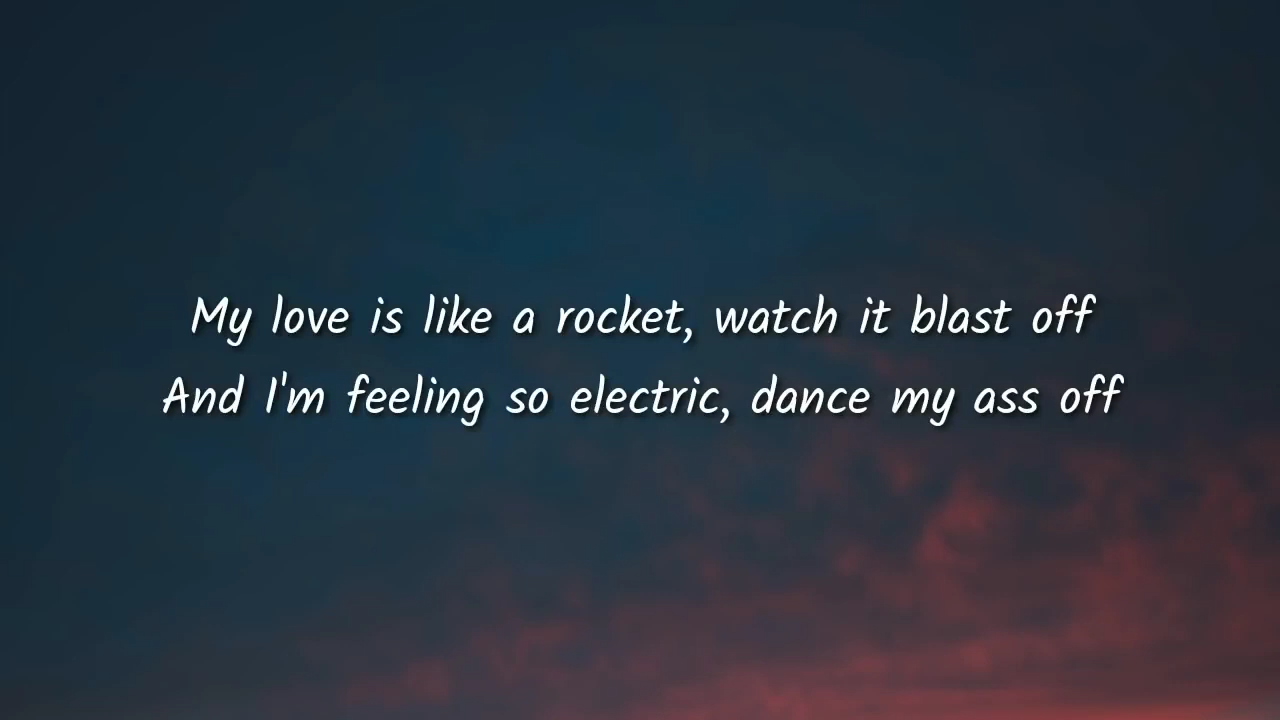 My love is like a rocket, watch it blast off
And I'm feeling so electric, dance my ass off